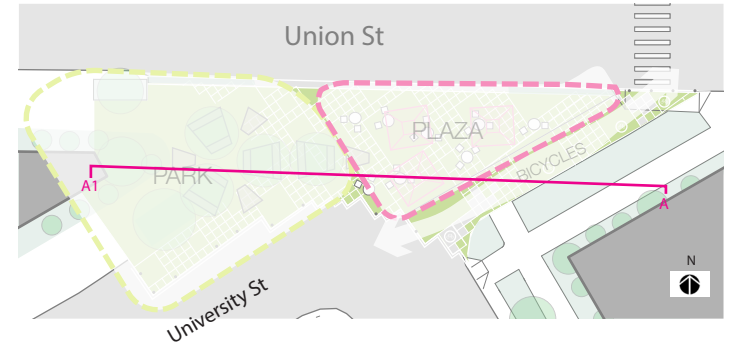 Union St
PLAZA
BICYCLES
PARK
A1
A
University St
N